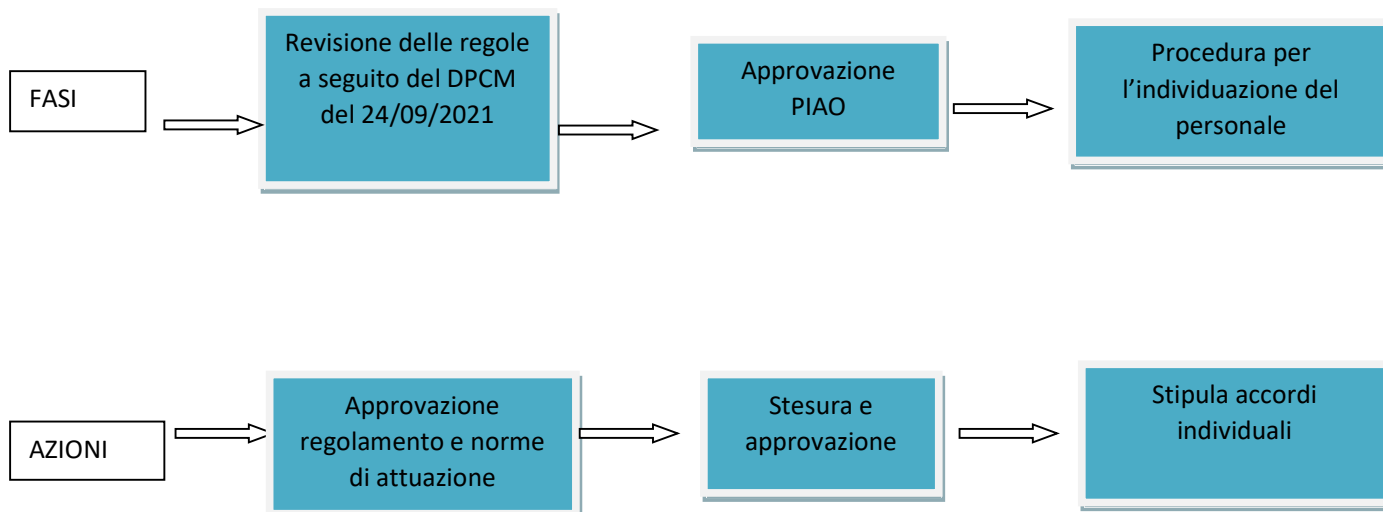 FASI
Revisione delle regole
a seguito del DPCM
del 24/09/2021
Approvazione
PIAO
Procedura per
l’individuazione del
personale
AZIONI
Approvazione
regolamento e norme
di attuazione
Stesura e
approvazione
Stipula accordi
individuali